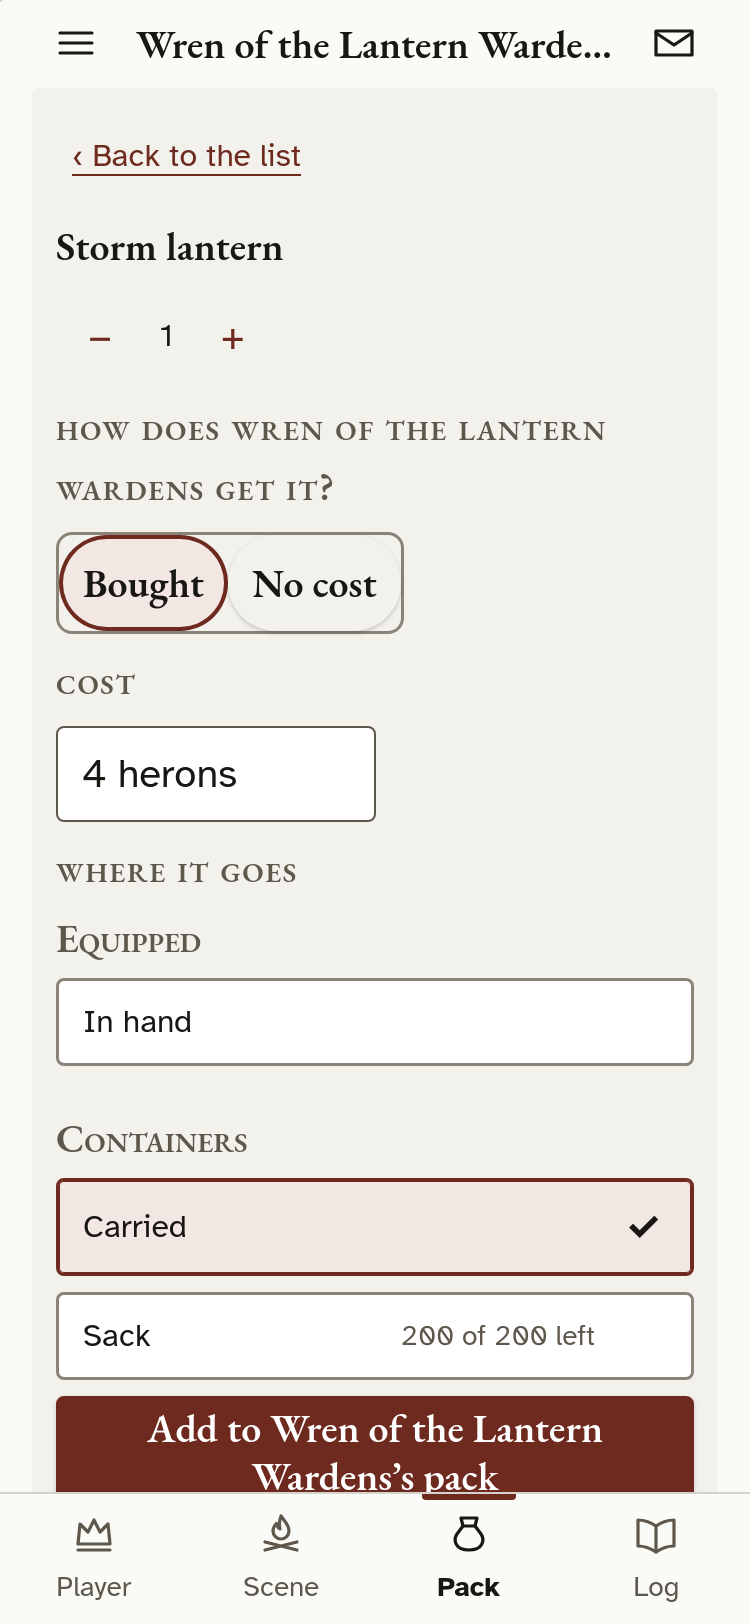 Wren of the Lantern Warde...
‹ Back to the list
Storm lantern
− 1 +
HOW DOES WREN OF THE LANTERN
WARDENS GET IT?
Bought No cost
COST
4 herons
WHERE IT GOES
Equipped
In hand
Containers
Carried
Sack 200 of 200 left
Add to Wren of the Lantern
Wardens’s pack
Player Scene Pack Log